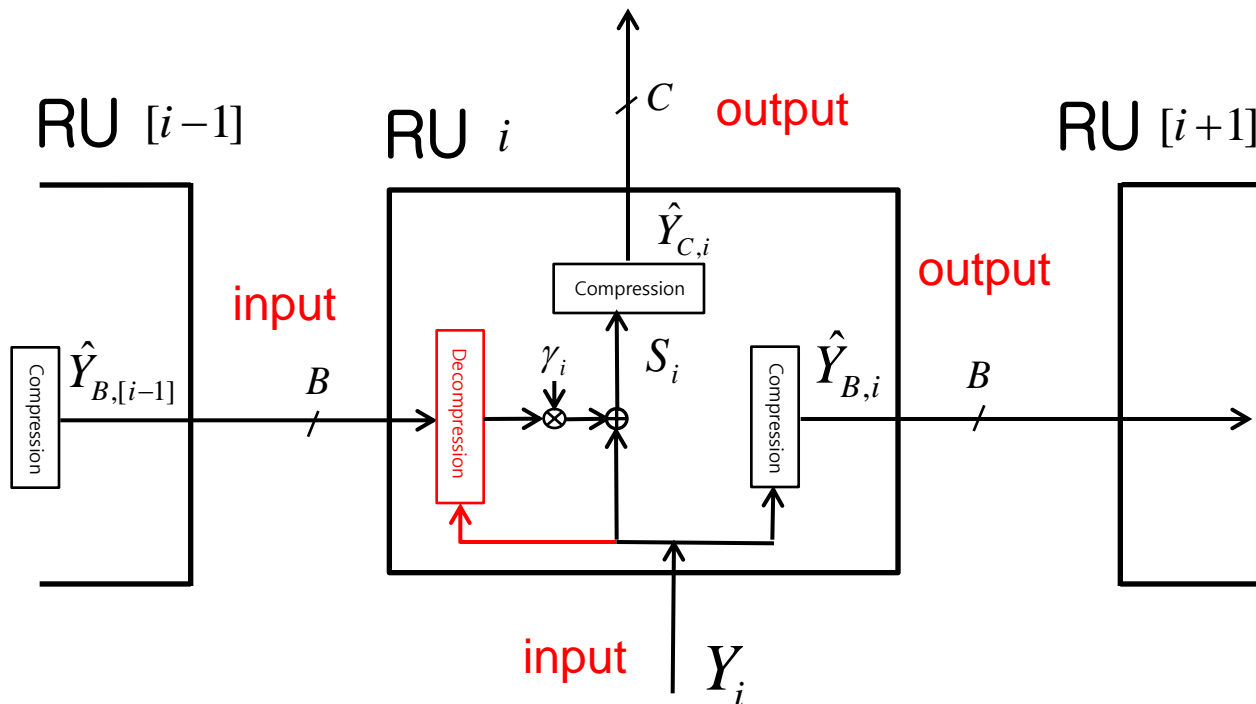 C
output
RU [i−1]
RU i
RU [i+1]
Ŷ_{C,i}
output
Compression
input
Decompression
γ_i
S_i
Compression
Ŷ_{B,[i−1]}
B
Compression
Ŷ_{B,i}
B
input
Y_i